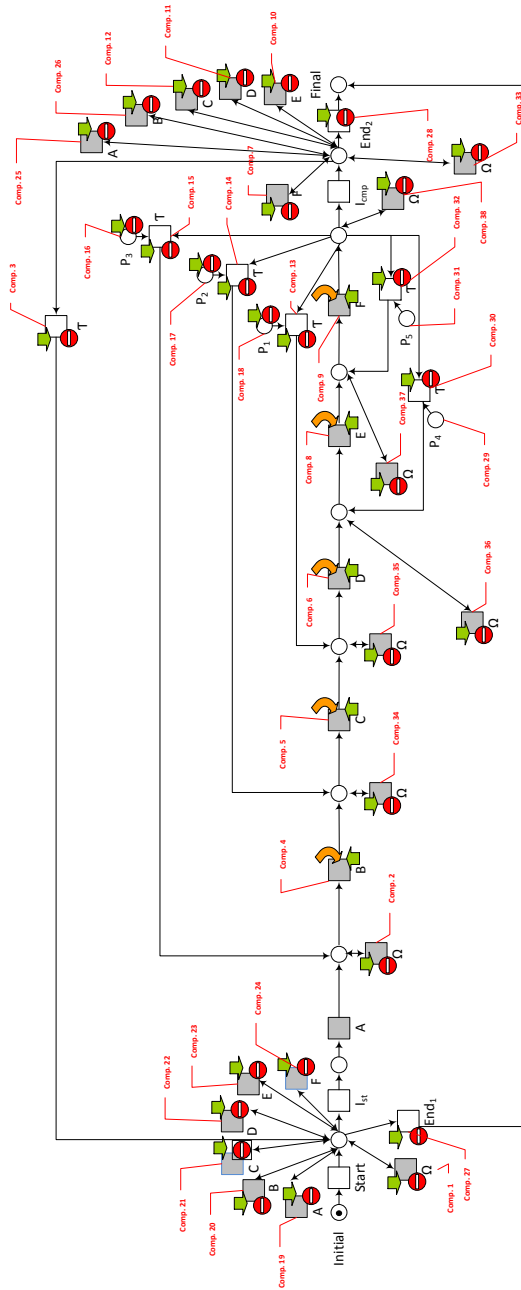 Comp. 3
Comp. 16
Comp. 25
Comp. 26
Comp. 12
Comp. 11
Comp. 10
Comp. 15
Comp. 14
Comp. 17
Comp. 18
Comp. 13
Comp. 7
A
B
C
D
E
F
τ
P3
τ
P2
τ
P1
τ
Comp. 21
Comp. 22
Comp. 23
Comp. 24
Comp. 20
Comp. 19
C
D
E
F
B
A
Comp. 4
Comp. 5
Comp. 6
Comp. 8
Comp. 9
Initial
Start
Ist
A
B
C
D
E
F
Icmp
End2
Final
Comp. 2
Comp. 34
Comp. 35
Comp. 37
Comp. 28
Ω
Ω
Ω
Ω
Ω
P5
τ
Comp. 31
Comp. 32
Comp. 38
P4
τ
Comp. 29
Comp. 30
Ω
End1
Comp. 1
Comp. 27
Ω
Comp. 36
Ω
Comp. 33